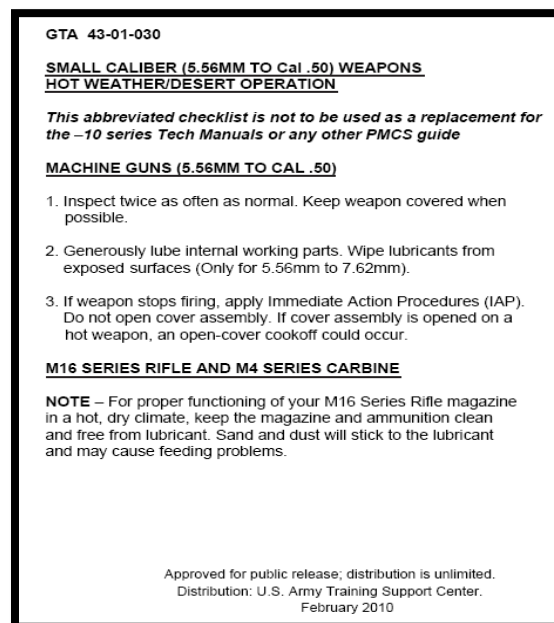 GTA 43-01-030
SMALL CALIBER (5.56MM TO Cal .50) WEAPONS
HOT WEATHER/DESERT OPERATION
This abbreviated checklist is not to be used as a replacement for
the –10 series Tech Manuals or any other PMCS guide
MACHINE GUNS (5.56MM TO CAL .50)
1. Inspect twice as often as normal. Keep weapon covered when
possible.
2. Generously lube internal working parts. Wipe lubricants from
exposed surfaces (Only for 5.56mm to 7.62mm).
3. If weapon stops firing, apply Immediate Action Procedures (IAP).
Do not open cover assembly. If cover assembly is opened on a
hot weapon, an open-cover cookoff could occur.
M16 SERIES RIFLE AND M4 SERIES CARBINE
NOTE – For proper functioning of your M16 Series Rifle magazine
in a hot, dry climate, keep the magazine and ammunition clean
and free from lubricant. Sand and dust will stick to the lubricant
and may cause feeding problems.
Approved for public release; distribution is unlimited.
Distribution: U.S. Army Training Support Center.
February 2010